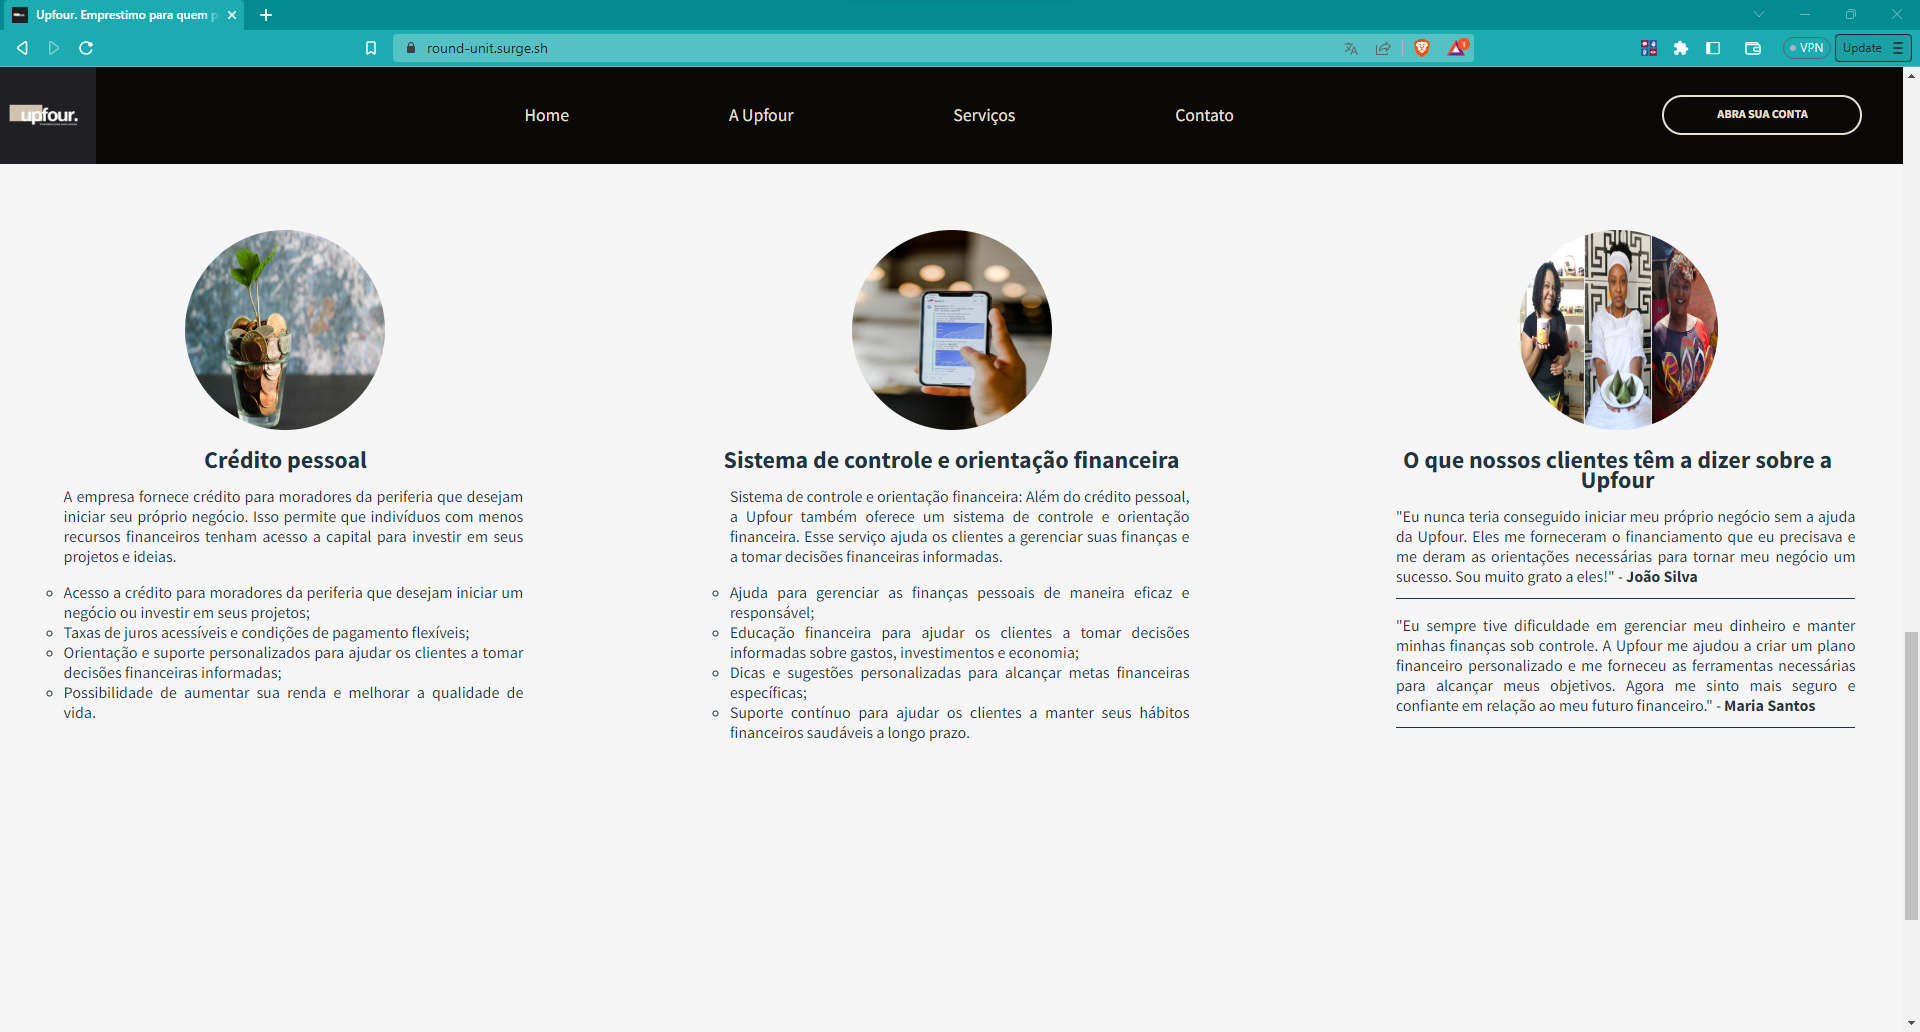 Upfour. Emprestimo para quem p
round-unit.surge.sh
1
VPN
Update
upfour.
Home
A Upfour
Serviços
Contato
ABRA SUA CONTA
Crédito pessoal
A empresa fornece crédito para moradores da periferia que desejam
iniciar seu próprio negócio. Isso permite que indivíduos com menos
recursos financeiros tenham acesso a capital para investir em seus
projetos e ideias.
Acesso a crédito para moradores da periferia que desejam iniciar um
negócio ou investir em seus projetos;
Taxas de juros acessíveis e condições de pagamento flexíveis;
Orientação e suporte personalizados para ajudar os clientes a tomar
decisões financeiras informadas;
Possibilidade de aumentar sua renda e melhorar a qualidade de
vida.
Sistema de controle e orientação financeira
Sistema de controle e orientação financeira: Além do crédito pessoal,
a Upfour também oferece um sistema de controle e orientação
financeira. Esse serviço ajuda os clientes a gerenciar suas finanças e
a tomar decisões financeiras informadas.
Ajuda para gerenciar as finanças pessoais de maneira eficaz e
responsável;
Educação financeira para ajudar os clientes a tomar decisões
informadas sobre gastos, investimentos e economia;
Dicas e sugestões personalizadas para alcançar metas financeiras
específicas;
Suporte contínuo para ajudar os clientes a manter seus hábitos
financeiros saudáveis a longo prazo.
O que nossos clientes têm a dizer sobre a
Upfour
"Eu nunca teria conseguido iniciar meu próprio negócio sem a ajuda
da Upfour. Eles me forneceram o financiamento que eu precisava e
me deram as orientações necessárias para tornar meu negócio um
sucesso. Sou muito grato a eles!" - João Silva
"Eu sempre tive dificuldade em gerenciar meu dinheiro e manter
minhas finanças sob controle. A Upfour me ajudou a criar um plano
financeiro personalizado e me forneceu as ferramentas necessárias
para alcançar meus objetivos. Agora me sinto mais seguro e
confiante em relação ao meu futuro financeiro." - Maria Santos